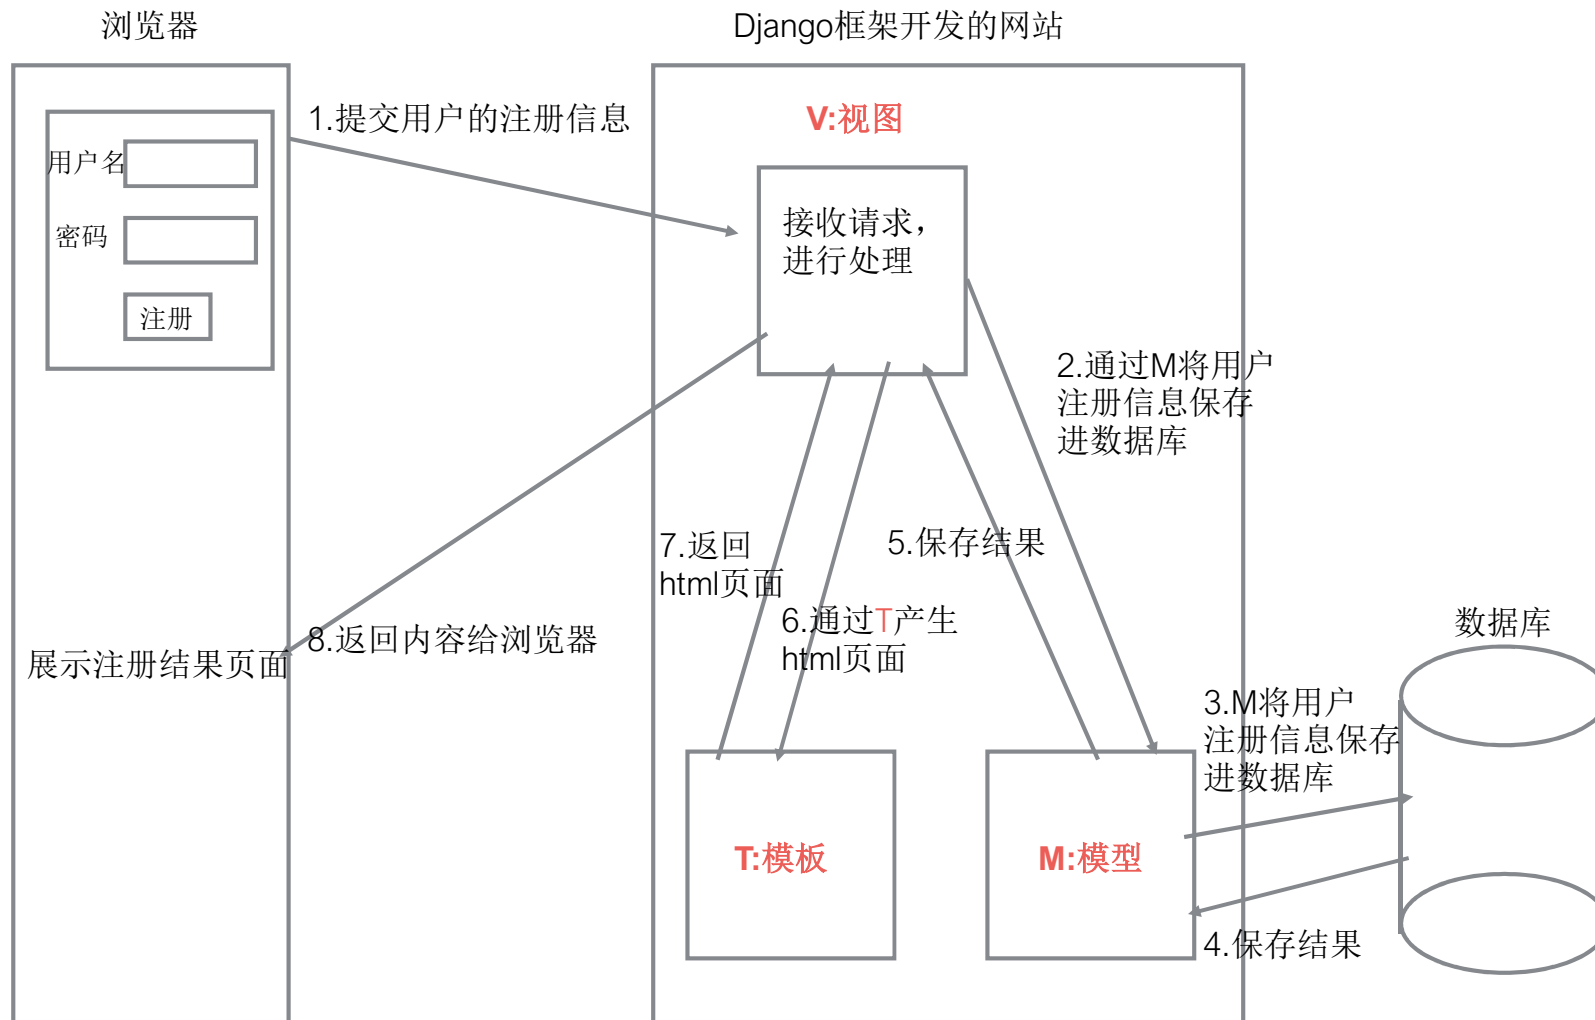 浏览器
Django框架开发的网站
1.提交用户的注册信息
V:视图
用户名
密码
注册
接收请求，
进行处理
2.通过M将用户
注册信息保存
进数据库
7.返回
html页面
5.保存结果
6.通过T产生
html页面
8.返回内容给浏览器
展示注册结果页面
数据库
3.M将用户
注册信息保存
进数据库
T:模板
M:模型
4.保存结果